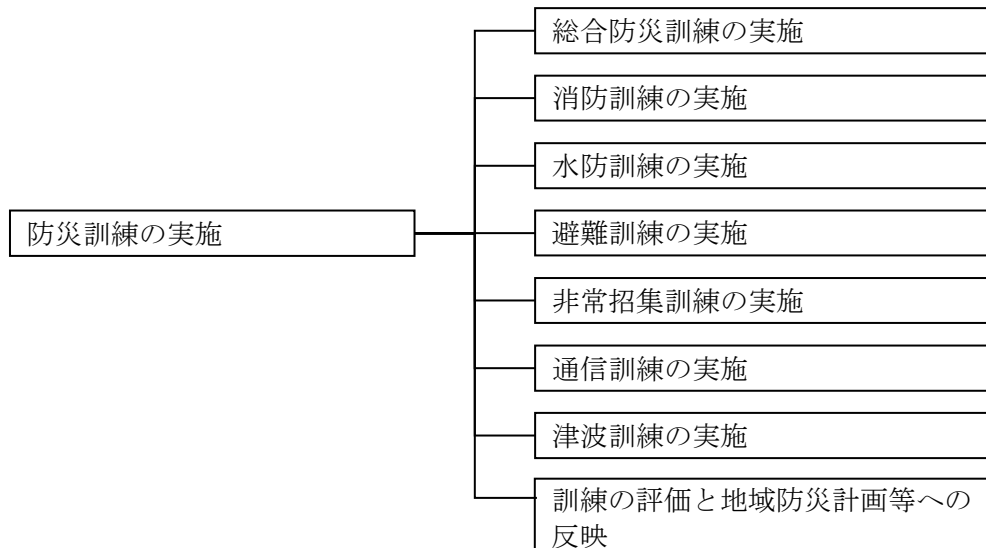 総合防災訓練の実施
消防訓練の実施
水防訓練の実施
防災訓練の実施
避難訓練の実施
非常招集訓練の実施
通信訓練の実施
津波訓練の実施
訓練の評価と地域防災計画等への
反映